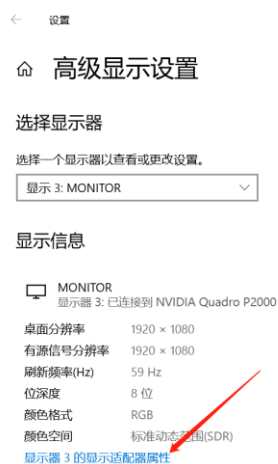 ← 设置
高级显示设置
选择显示器
选择一个显示器以查看或更改设置。
显示 3: MONITOR
显示信息
MONITOR
显示器 3: 已连接到 NVIDIA Quadro P2000
桌面分辨率 1920 × 1080
有源信号分辨率 1920 × 1080
刷新频率(Hz) 59 Hz
位深度 8 位
颜色格式 RGB
颜色空间 标准动态范围(SDR)
显示器 3 的显示适配器属性